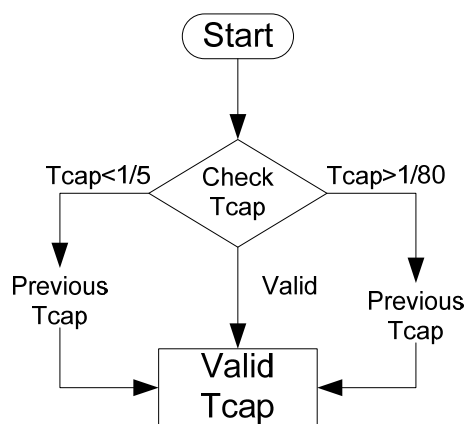 Start
Tcap<1/5
Check
Tcap
Tcap>1/80
Previous
Tcap
Valid
Previous
Tcap
Valid
Tcap